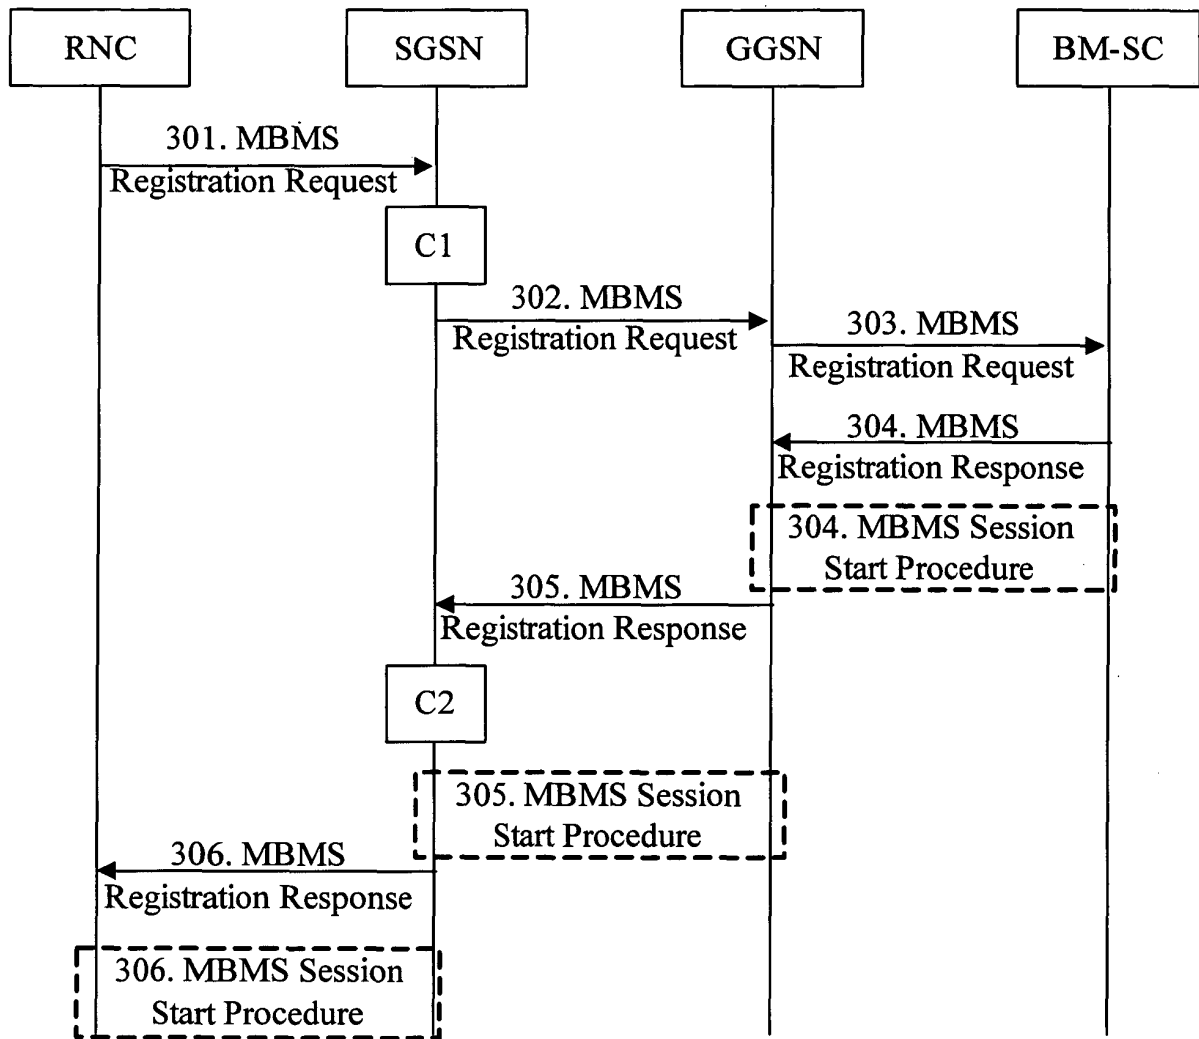 RNC
SGSN
GGSN
BM-SC
301. MBMS
Registration Request
C1
302. MBMS
Registration Request
303. MBMS
Registration Request
304. MBMS
Registration Response
304. MBMS Session
Start Procedure
305. MBMS
Registration Response
C2
305. MBMS Session
Start Procedure
306. MBMS
Registration Response
306. MBMS Session
Start Procedure